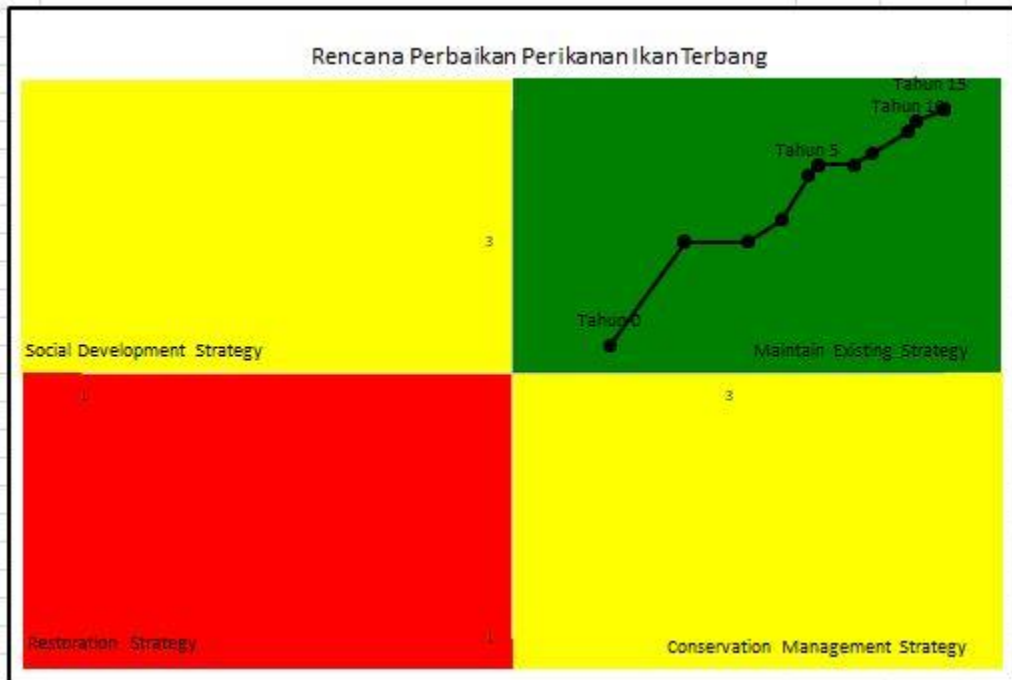 Rencana Perbaikan Perikanan Ikan Terbang
Tahun 15
Tahun 10
Tahun 5
3
Tahun 0
Social Development Strategy
Maintain Existing Strategy
1
3
Restoration Strategy
1
Conservation Management Strategy